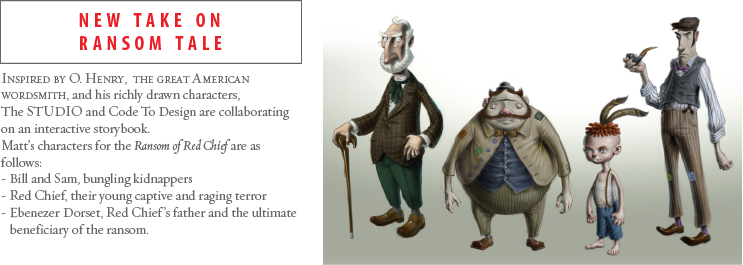 NEW TAKE ON
RANSOM TALE
INSPIRED BY O. HENRY, THE GREAT AMERICAN
WORDSMITH, and his richly drawn characters,
The STUDIO and Code To Design are collaborating
on an interactive storybook.
Matt's characters for the Ransom of Red Chief are as
follows:
- Bill and Sam, bungling kidnappers
- Red Chief, their young captive and raging terror
- Ebenezer Dorset, Red Chief's father and the ultimate
beneficiary of the ransom.